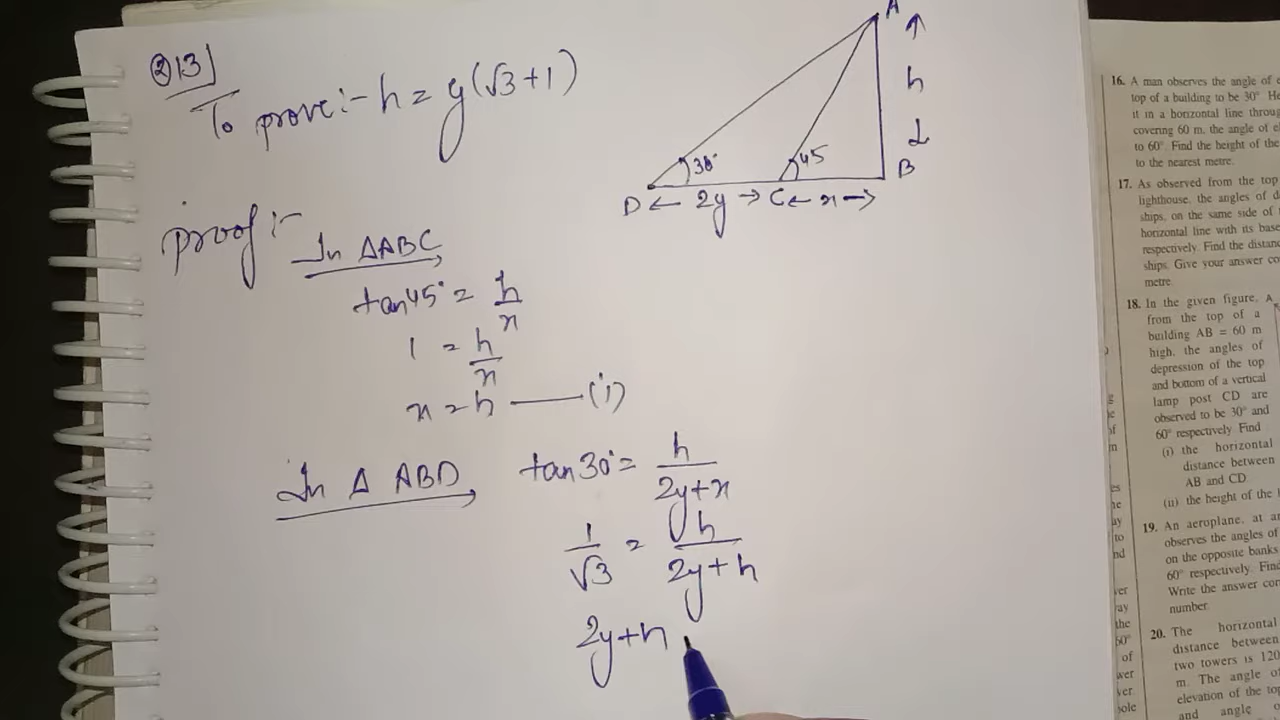 Q13]
To prove:- h = y(√3+1)
A
h
B
30°
45
D ← 2y → C ← x →
Proof:-
In ΔABC
tan45° = h/x
1 = h/x
x = h —— (i)
In Δ ABD
tan30° = h/2y+x
1/√3 = h/2y+h
2y+h
16. A man observes the angle of
top of a building to be 30°. He
it in a horizontal line throug
covering 60 m, the angle of el
to 60°. Find the height of the
to the nearest metre.
17. As observed from the top
lighthouse, the angles of d
ships, on the same side of
horizontal line with its base
respectively. Find the distanc
ships. Give your answer co
metre.
18. In the given figure, A
from the top of a
building AB = 60 m
high, the angles of
depression of the top
and bottom of a vertical
lamp post CD are
observed to be 30° and
60° respectively. Find
(i) the horizontal
distance between
AB and CD.
(ii) the height of the
19. An aeroplane, at an
observes the angles of
on the opposite banks
60° respectively. Find
Write the answer cor
number.
20. The horizontal
distance between
two towers is 120
m. The angle of
elevation of the top
and angle